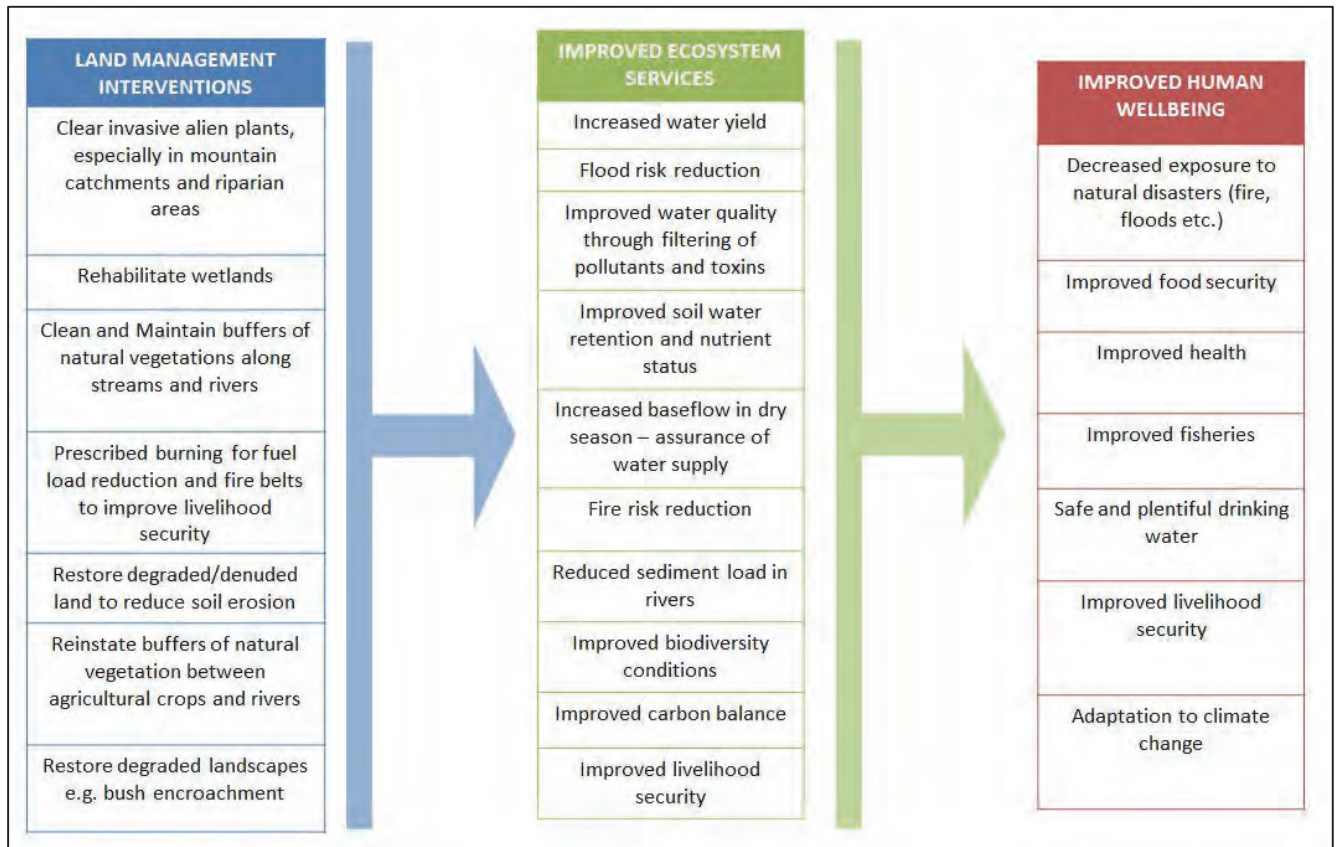 LAND MANAGEMENT
INTERVENTIONS
Clear invasive alien plants,
especially in mountain
catchments and riparian
areas
Rehabilitate wetlands
Clean and Maintain buffers of
natural vegetations along
streams and rivers
Prescribed burning for fuel
load reduction and fire belts
to improve livelihood
security
Restore degraded/denuded
land to reduce soil erosion
Reinstate buffers of natural
vegetation between
agricultural crops and rivers
Restore degraded landscapes
e.g. bush encroachment
IMPROVED ECOSYSTEM
SERVICES
Increased water yield
Flood risk reduction
Improved water quality
through filtering of
pollutants and toxins
Improved soil water
retention and nutrient
status
Increased baseflow in dry
season – assurance of
water supply
Fire risk reduction
Reduced sediment load in
rivers
Improved biodiversity
conditions
Improved carbon balance
Improved livelihood
security
IMPROVED HUMAN
WELLBEING
Decreased exposure to
natural disasters (fire,
floods etc.)
Improved food security
Improved health
Improved fisheries
Safe and plentiful drinking
water
Improved livelihood
security
Adaptation to climate
change